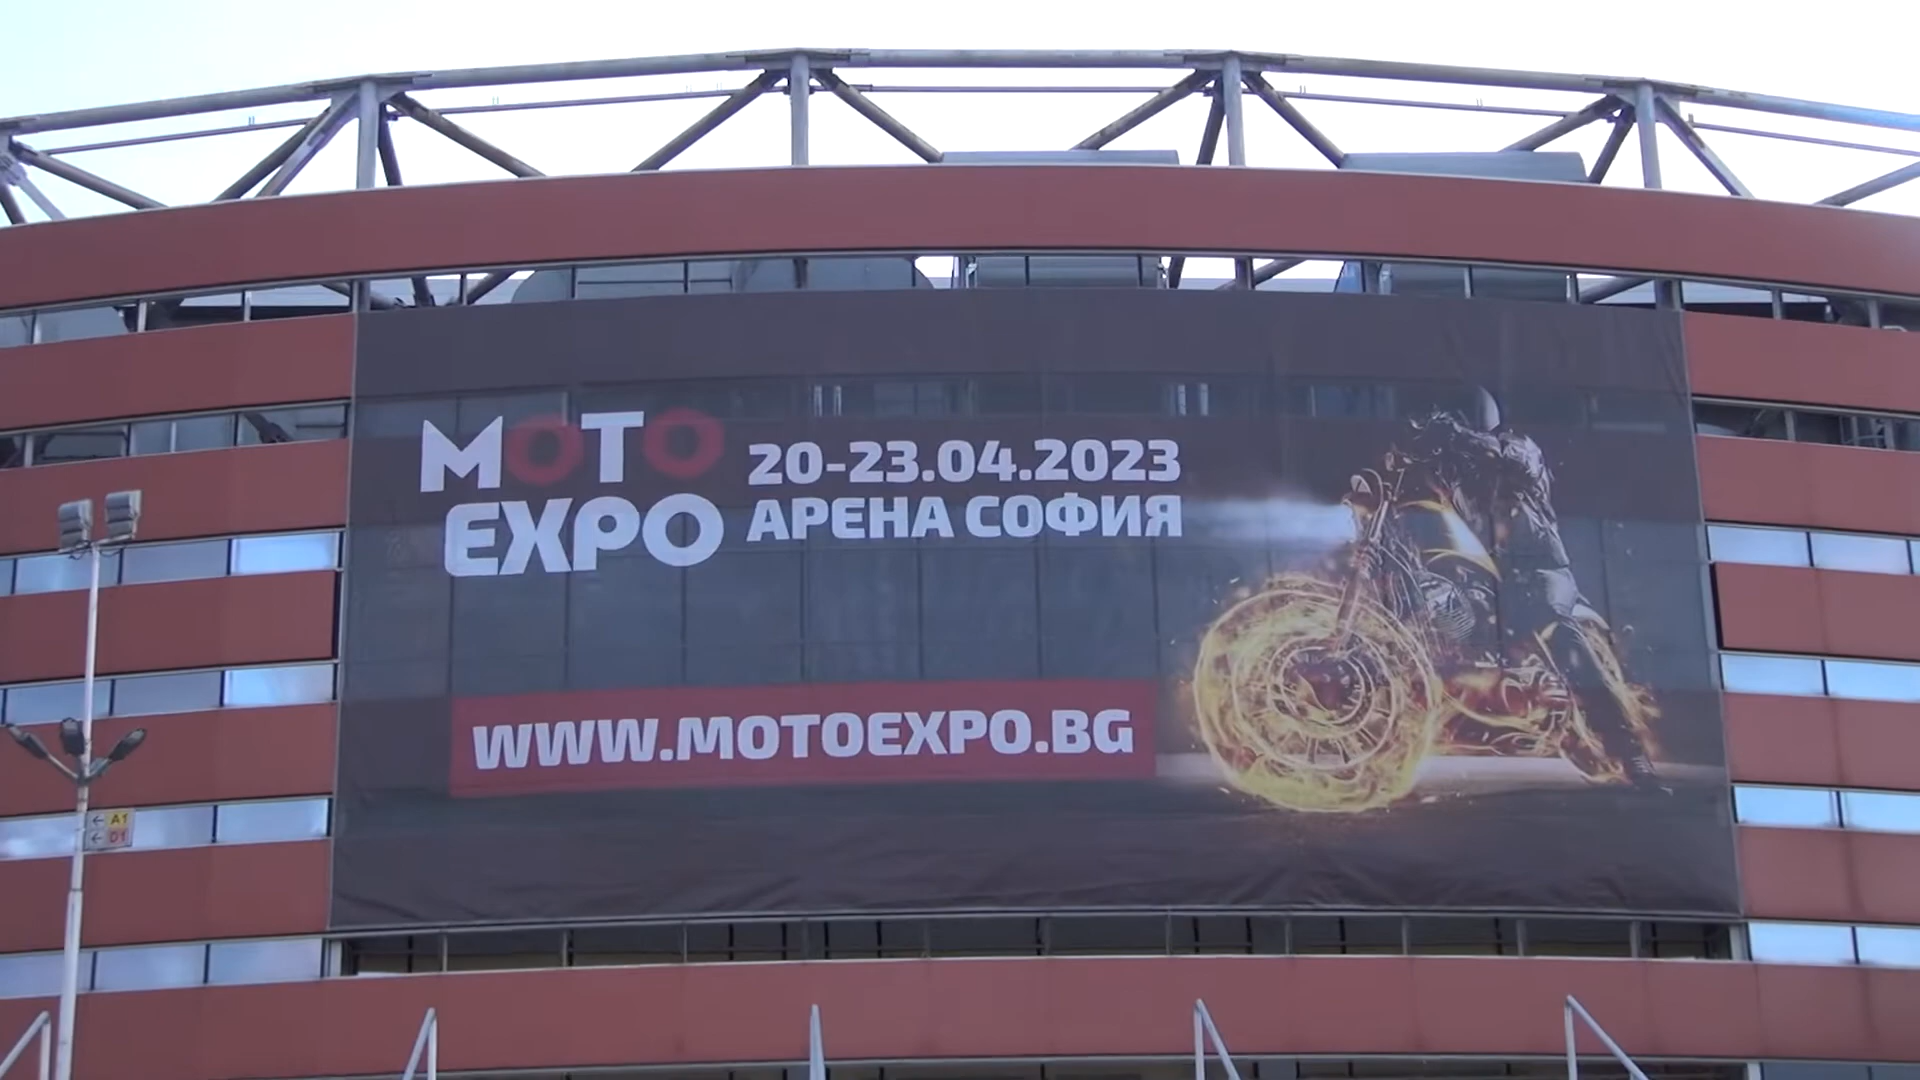 MOTO
EXPO
20-23.04.2023
АРЕНА СОФИЯ
WWW.MOTOEXPO.BG
← A1
← D1